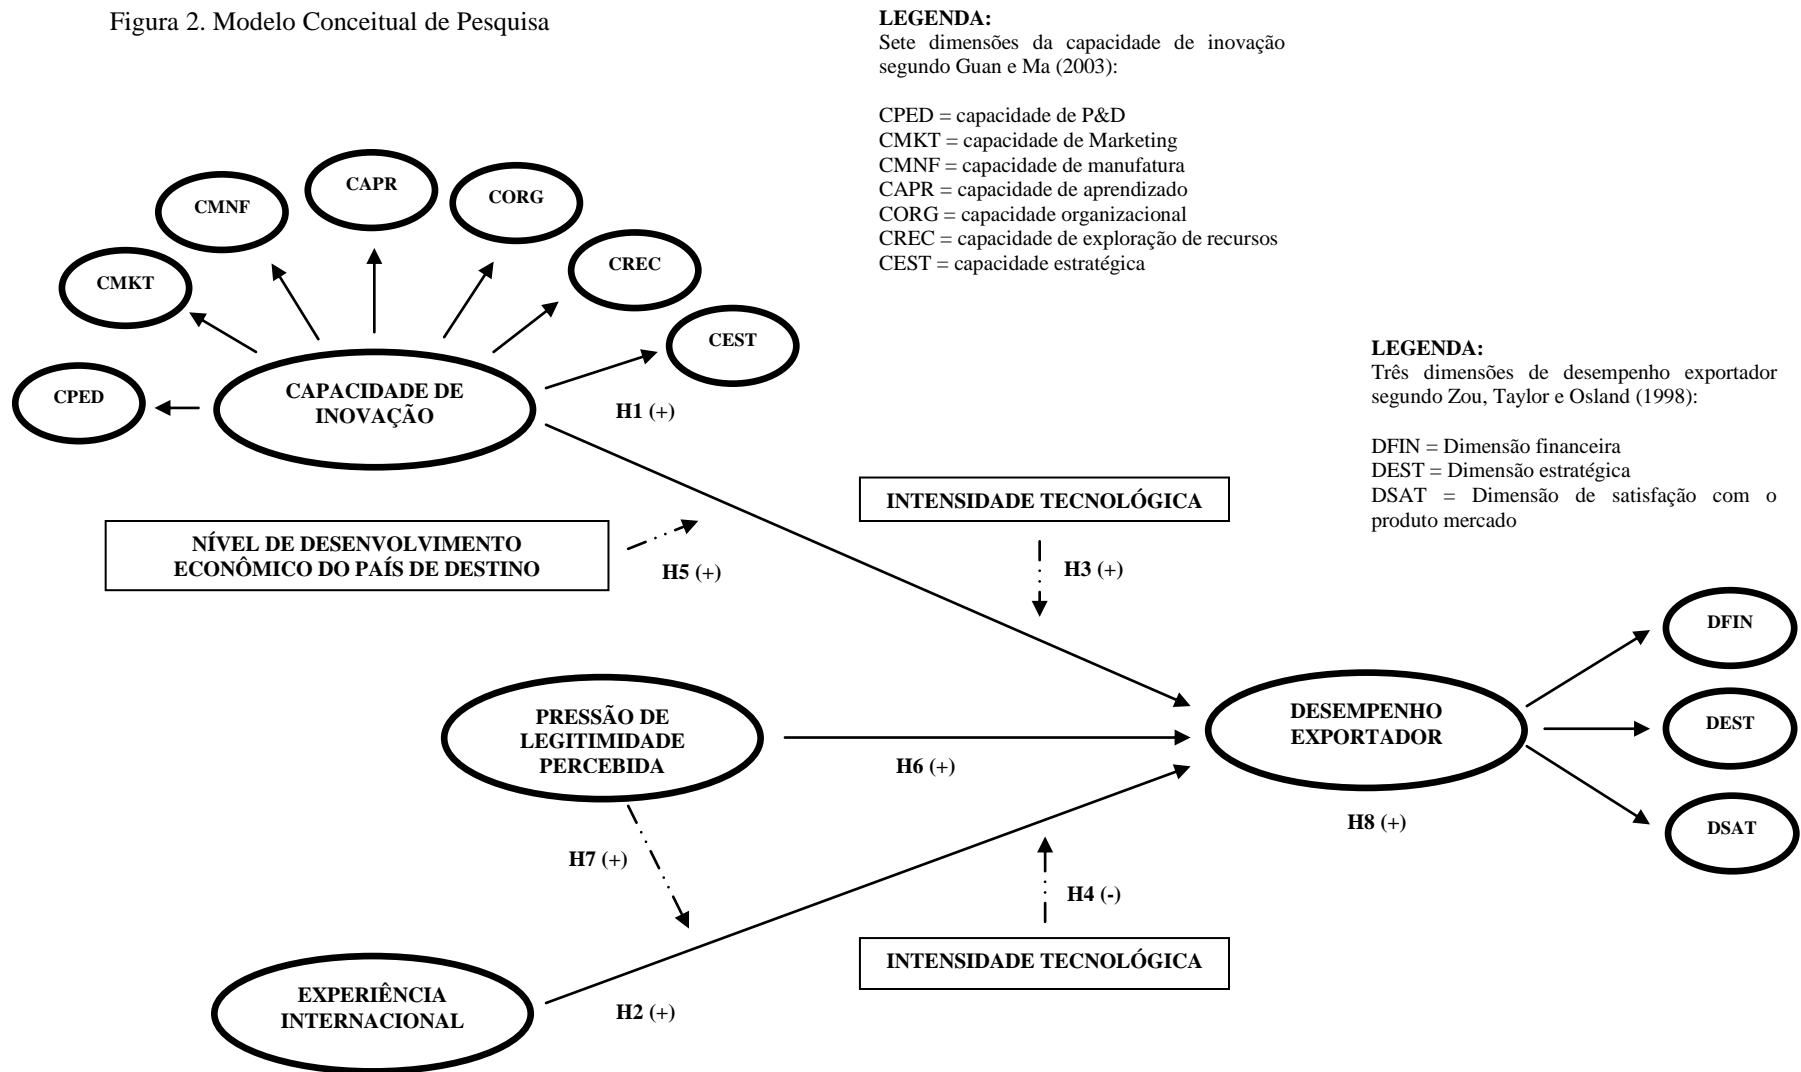 Figura 2. Modelo Conceitual de Pesquisa
LEGENDA:
Sete dimensões da capacidade de inovação
segundo Guan e Ma (2003):
CPED = capacidade de P&D
CMKT = capacidade de Marketing
CMNF = capacidade de manufatura
CAPR = capacidade de aprendizado
CORG = capacidade organizacional
CREC = capacidade de exploração de recursos
CEST = capacidade estratégica
CAPR
CORG
CMNF
CREC
CMKT
CEST
CPED
CAPACIDADE DE
INOVAÇÃO
H1 (+)
LEGENDA:
Três dimensões de desempenho exportador
segundo Zou, Taylor e Osland (1998):
DFIN = Dimensão financeira
DEST = Dimensão estratégica
DSAT = Dimensão de satisfação com o
produto mercado
INTENSIDADE TECNOLÓGICA
NÍVEL DE DESENVOLVIMENTO
ECONÔMICO DO PAÍS DE DESTINO
H5 (+)
H3 (+)
DFIN
PRESSÃO DE
LEGITIMIDADE
PERCEBIDA
H6 (+)
DESEMPENHO
EXPORTADOR
DEST
H8 (+)
DSAT
H7 (+)
H4 (-)
INTENSIDADE TECNOLÓGICA
EXPERIÊNCIA
INTERNACIONAL
H2 (+)